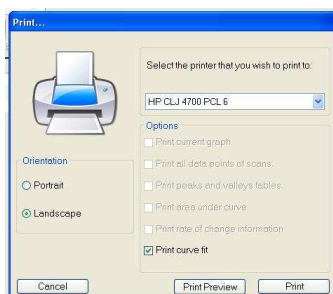 Print...
Select the printer that you wish to print to:
HP CLJ 4700 PCL 6
Options
Print current graph
Print all data points of scans.
Print peaks and valleys tables.
Print area under curve
Print rate of change information
Print curve fit
Orientation
Portrait
Landscape
Cancel
Print Preview
Print